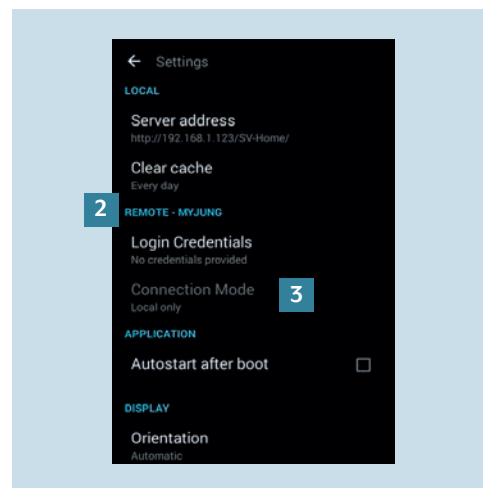 Settings
LOCAL
Server address
http://192.168.1.123/SV-Home/
Clear cache
Every day
2
REMOTE - MYJUNG
Login Credentials
No credentials provided
Connection Mode
3
Local only
APPLICATION
Autostart after boot
DISPLAY
Orientation
Automatic